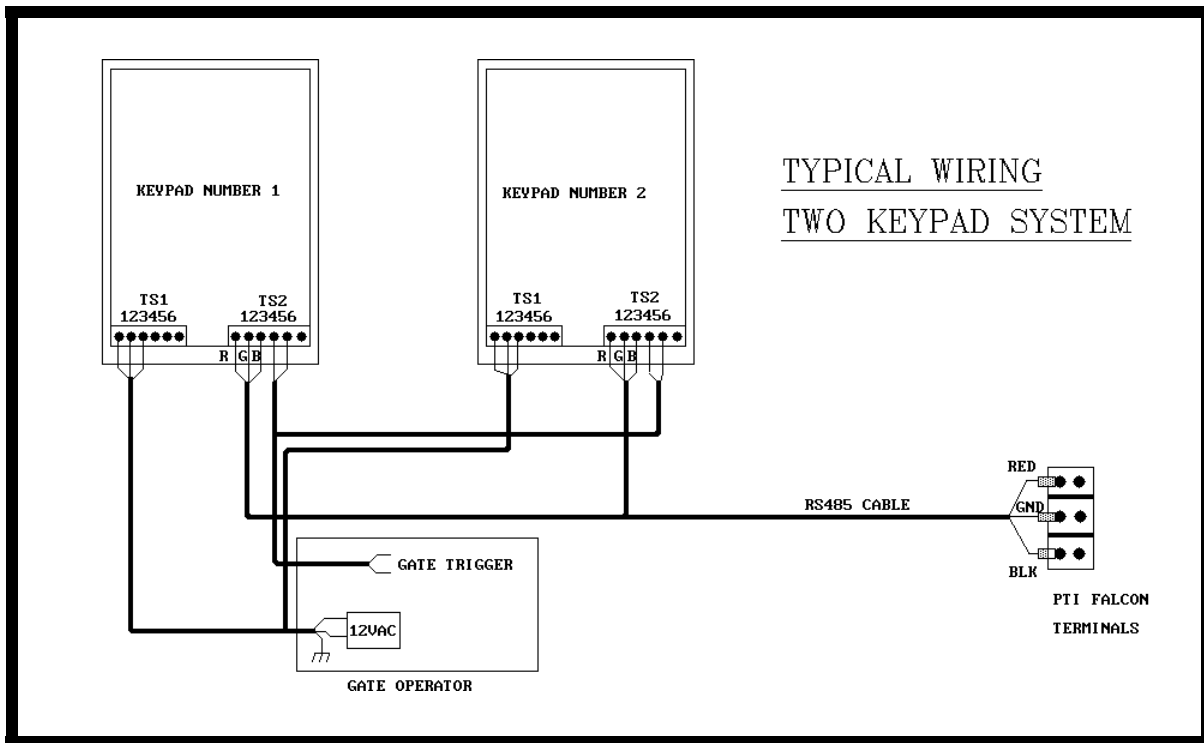 TYPICAL WIRING
TWO KEYPAD SYSTEM
KEYPAD NUMBER 1
KEYPAD NUMBER 2
TS1
123456
TS2
123456
R G B
TS1
123456
TS2
123456
R G B
RED
GND
BLK
RS485 CABLE
PTI FALCON
TERMINALS
GATE TRIGGER
12VAC
GATE OPERATOR